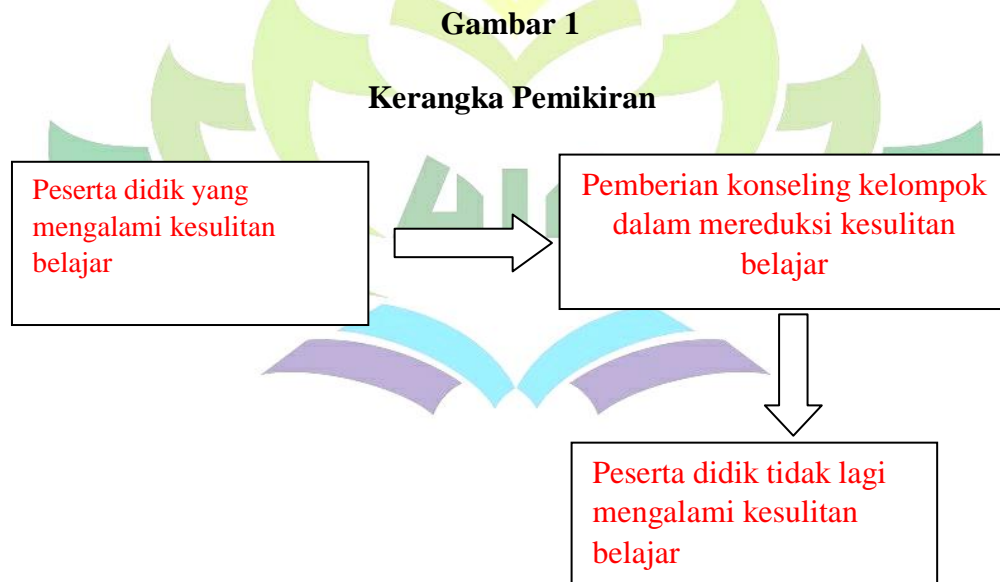 Gambar 1
Kerangka Pemikiran
Peserta didik yang
mengalami kesulitan
belajar
Pemberian konseling kelompok
dalam mereduksi kesulitan
belajar
Peserta didik tidak lagi
mengalami kesulitan
belajar